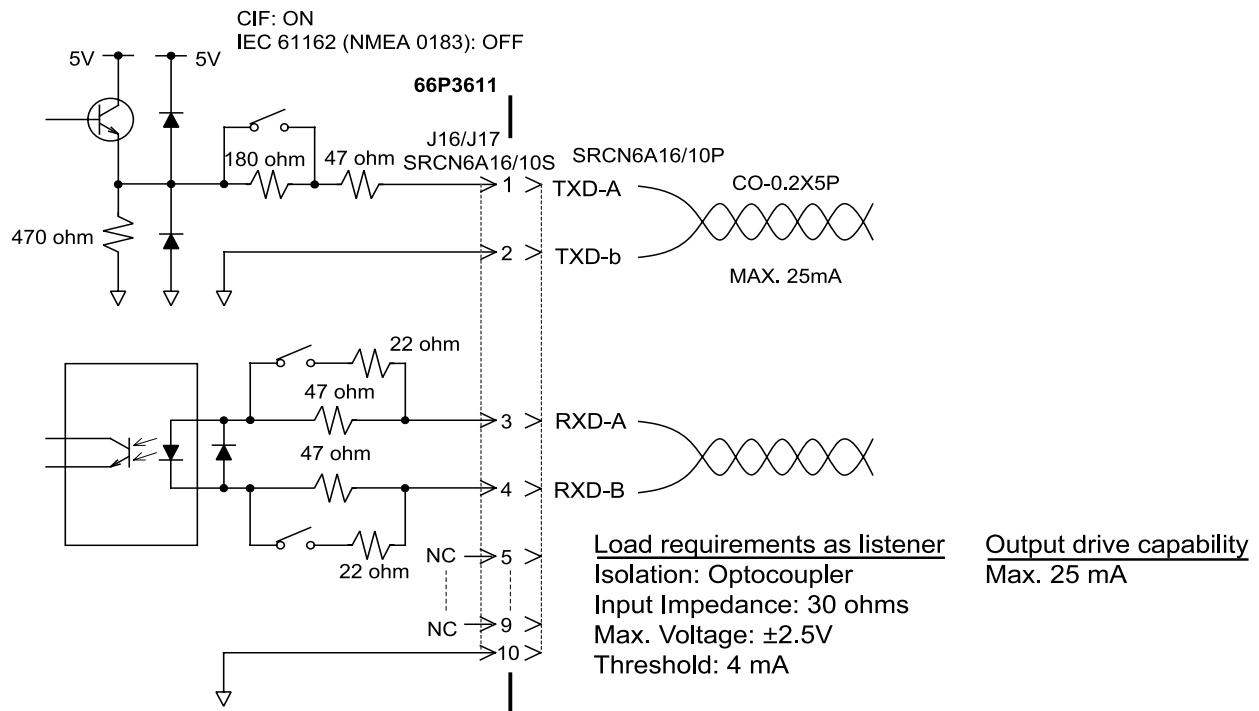 CIF: ON
IEC 61162 (NMEA 0183): OFF
5V
5V
66P3611
J16/J17
SRCN6A16/10S
SRCN6A16/10P
180 ohm
47 ohm
1
TXD-A
CO-0.2X5P
470 ohm
2
TXD-b
MAX. 25mA
22 ohm
47 ohm
3
RXD-A
47 ohm
4
RXD-B
22 ohm
NC
5
NC
9
10
Load requirements as listener
Isolation: Optocoupler
Input Impedance: 30 ohms
Max. Voltage: ±2.5V
Threshold: 4 mA
Output drive capability
Max. 25 mA